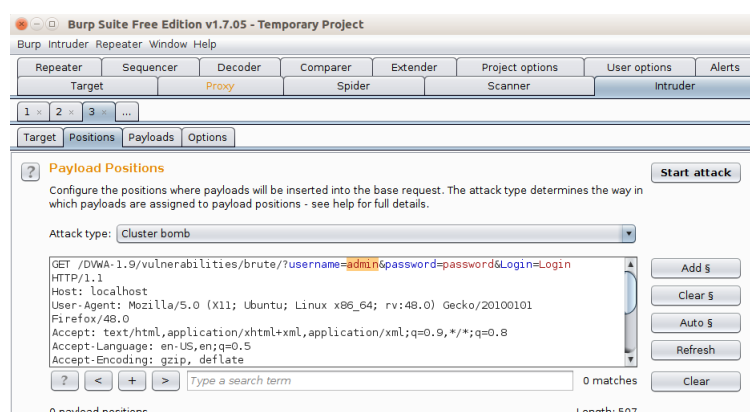 Burp Suite Free Edition v1.7.05 - Temporary Project
Burp Intruder Repeater Window Help
Repeater Sequencer Decoder Comparer Extender Project options User options Alerts
Target Proxy Spider Scanner Intruder
1 × 2 × 3 × ...
Target Positions Payloads Options
? Payload Positions Start attack
Configure the positions where payloads will be inserted into the base request. The attack type determines the way in
which payloads are assigned to payload positions - see help for full details.
Attack type: Cluster bomb
GET /DVWA-1.9/vulnerabilities/brute/?username=admin&password=password&Login=Login
HTTP/1.1
Host: localhost
User-Agent: Mozilla/5.0 (X11; Ubuntu; Linux x86_64; rv:48.0) Gecko/20100101
Firefox/48.0
Accept: text/html,application/xhtml+xml,application/xml;q=0.9,*/*;q=0.8
Accept-Language: en-US,en;q=0.5
Accept-Encoding: gzip, deflate
Add §
Clear §
Auto §
Refresh
? < + > Type a search term 0 matches Clear
0 payload positions Length: 507